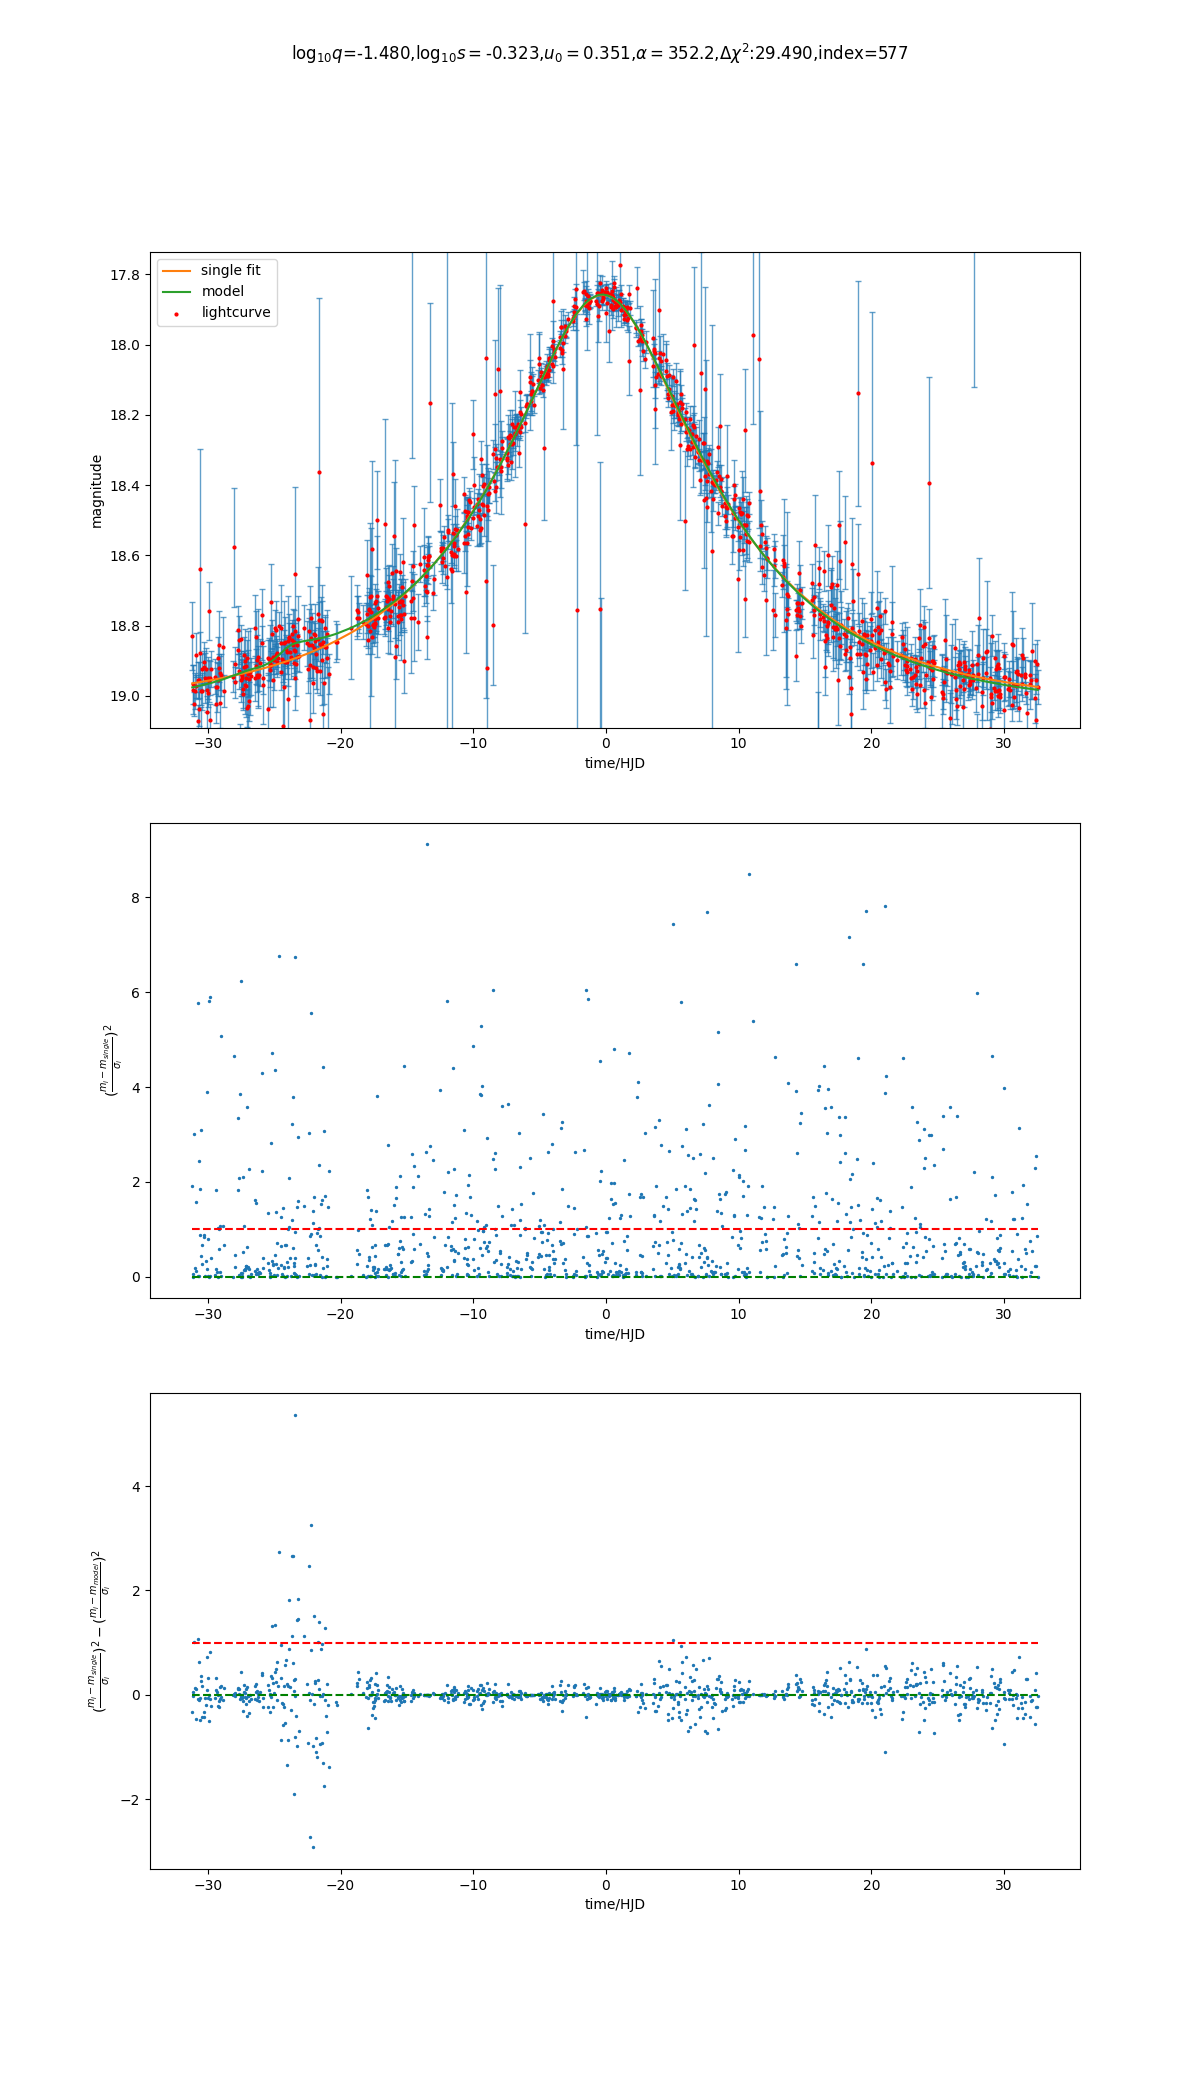 log₁₀q=-1.480,log₁₀s = -0.323,u₀ = 0.351,α = 352.2,Δχ²:29.490,index=577
single fit
model
lightcurve
17.8
18.0
18.2
18.4
18.6
18.8
19.0
magnitude
−30 −20 −10 0 10 20 30
time/HJD
8
6
4
2
0
((mᵢ − m_single)/σᵢ)²
−30 −20 −10 0 10 20 30
time/HJD
4
2
0
−2
((mᵢ − m_single)/σᵢ)² − ((mᵢ − m_model)/σᵢ)²
−30 −20 −10 0 10 20 30
time/HJD